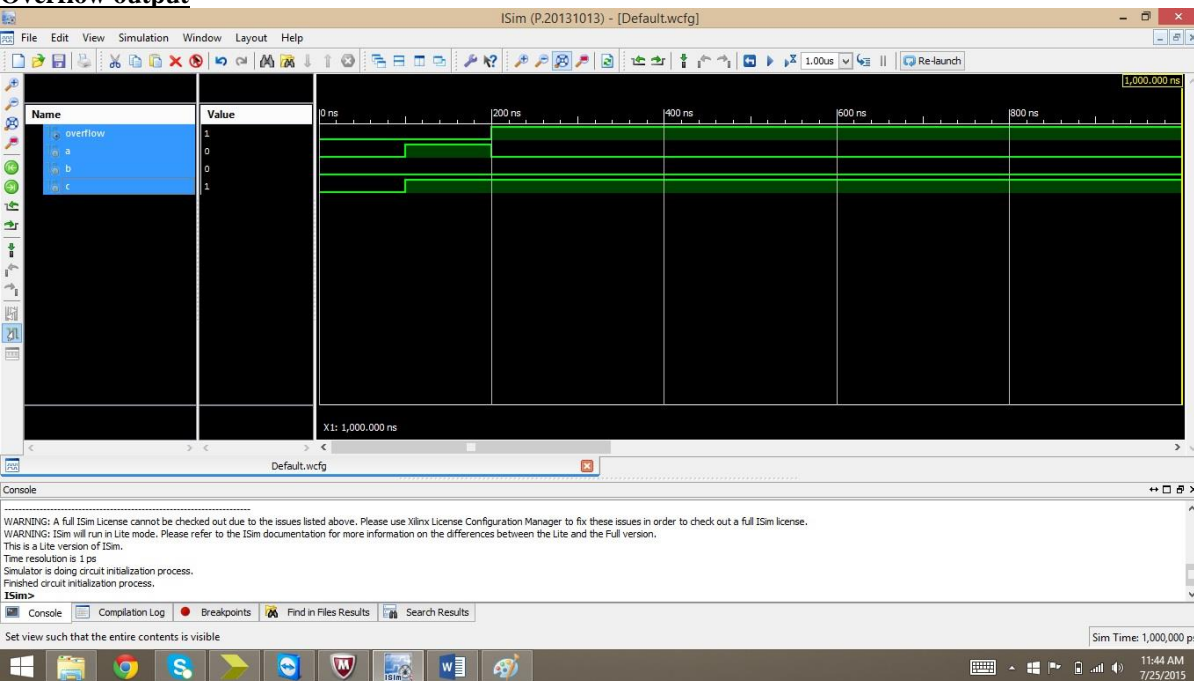 Overflow output
ISim (P.20131013) - [Default.wcfg]
File Edit View Simulation Window Layout Help
1.00us Re-launch
1,000.000 ns
Name Value 0 ns 200 ns 400 ns 600 ns 800 ns
overflow 1
a 0
b 0
c 1
X1: 1,000.000 ns
Default.wcfg
Console
WARNING: A full ISim License cannot be checked out due to the issues listed above. Please use Xilinx License Configuration Manager to fix these issues in order to check out a full ISim license.
WARNING: ISim will run in Lite mode. Please refer to the ISim documentation for more information on the differences between the Lite and the Full version.
This is a Lite version of ISim.
Time resolution is 1 ps
Simulator is doing circuit initialization process.
Finished circuit initialization process.
ISim>
Console Compilation Log Breakpoints Find in Files Results Search Results
Set view such that the entire contents is visible
Sim Time: 1,000,000 p
11:44 AM
7/25/2015